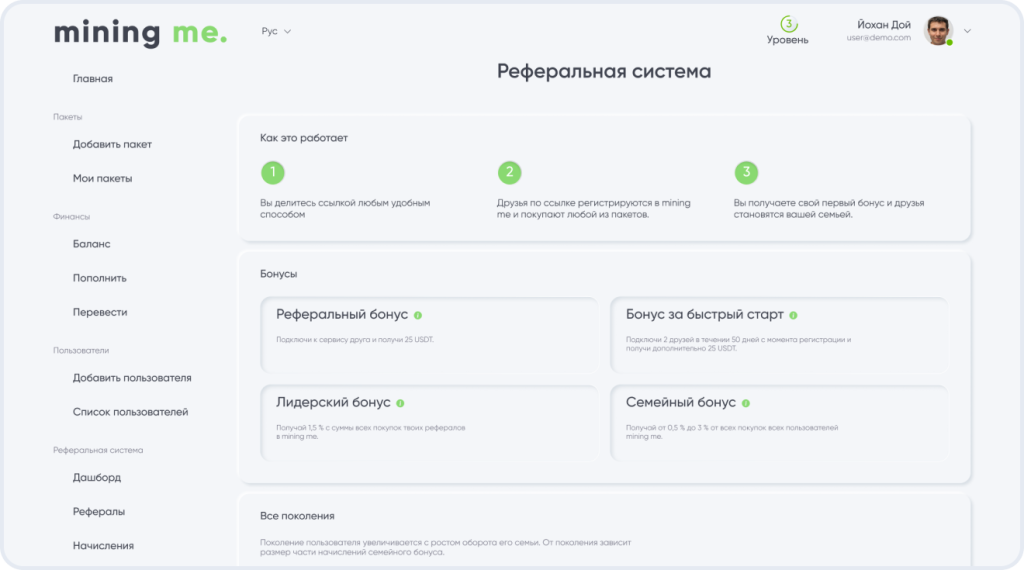 mining me.
Рус
3
Уровень
Йохан Дой
user@demo.com
Главная
Пакеты
Добавить пакет
Мои пакеты
Финансы
Баланс
Пополнить
Перевести
Пользователи
Добавить пользователя
Список пользователей
Реферальная система
Дашборд
Рефералы
Начисления
Реферальная система
Как это работает
1
Вы делитесь ссылкой любым удобным
способом
2
Друзья по ссылке регистрируются в mining
me и покупают любой из пакетов.
3
Вы получаете свой первый бонус и друзья
становятся вашей семьей.
Бонусы
Реферальный бонус
Подключи к сервису друга и получи 25 USDT.
Бонус за быстрый старт
Подключи 2 друзей в течении 50 дней с момента регистрации и
получи дополнительно 25 USDT.
Лидерский бонус
Получай 1,5 % с суммы всех покупок твоих рефералов
в mining me.
Семейный бонус
Получай от 0,5 % до 3 % от всех покупок всех пользователей
mining me.
Все поколения
Поколение пользователя увеличивается с ростом оборота его семьи. От поколения зависит
размер части начислений семейного бонуса.